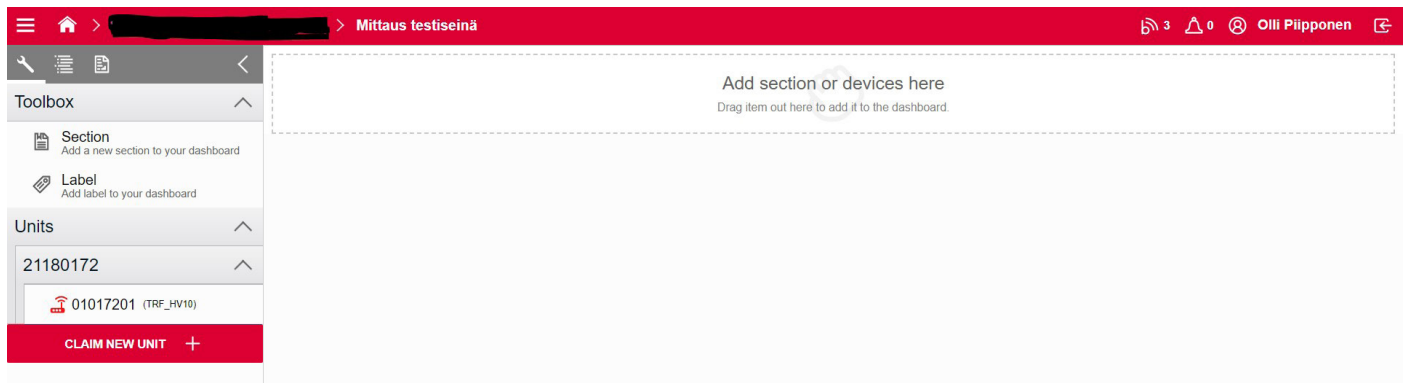 > > Mittaus testiseinä 3 0 Olli Piipponen
Toolbox
Section
Add a new section to your dashboard
Label
Add label to your dashboard
Units
21180172
01017201 (TRF_HV10)
CLAIM NEW UNIT +
Add section or devices here
Drag item out here to add it to the dashboard.